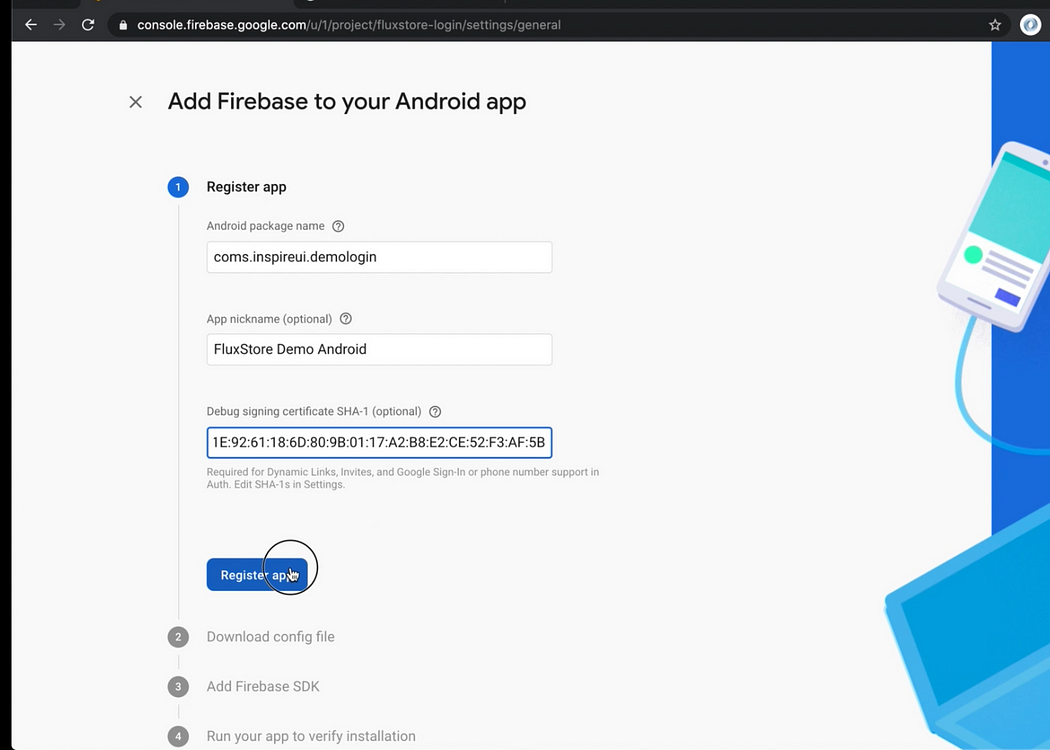 console.firebase.google.com/u/1/project/fluxstore-login/settings/general
Add Firebase to your Android app
1 Register app
Android package name
coms.inspireui.demologin
App nickname (optional)
FluxStore Demo Android
Debug signing certificate SHA-1 (optional)
1E:92:61:18:6D:80:9B:01:17:A2:B8:E2:CE:52:F3:AF:5B
Required for Dynamic Links, Invites, and Google Sign-In or phone number support in
Auth. Edit SHA-1s in Settings.
Register app
2 Download config file
3 Add Firebase SDK
4 Run your app to verify installation